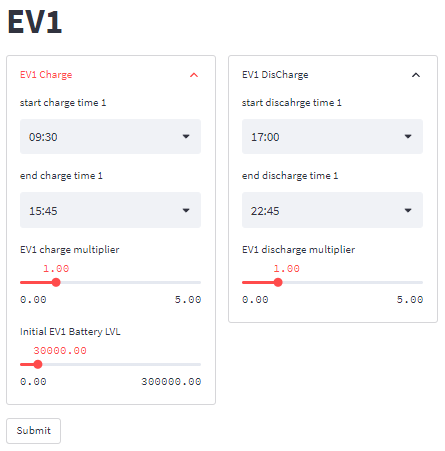 EV1
EV1 Charge
start charge time 1
09:30
end charge time 1
15:45
EV1 charge multiplier
1.00
0.00 5.00
Initial EV1 Battery LVL
30000.00
0.00 300000.00
EV1 DisCharge
start discahrge time 1
17:00
end discharge time 1
22:45
EV1 discharge multiplier
1.00
0.00 5.00
Submit